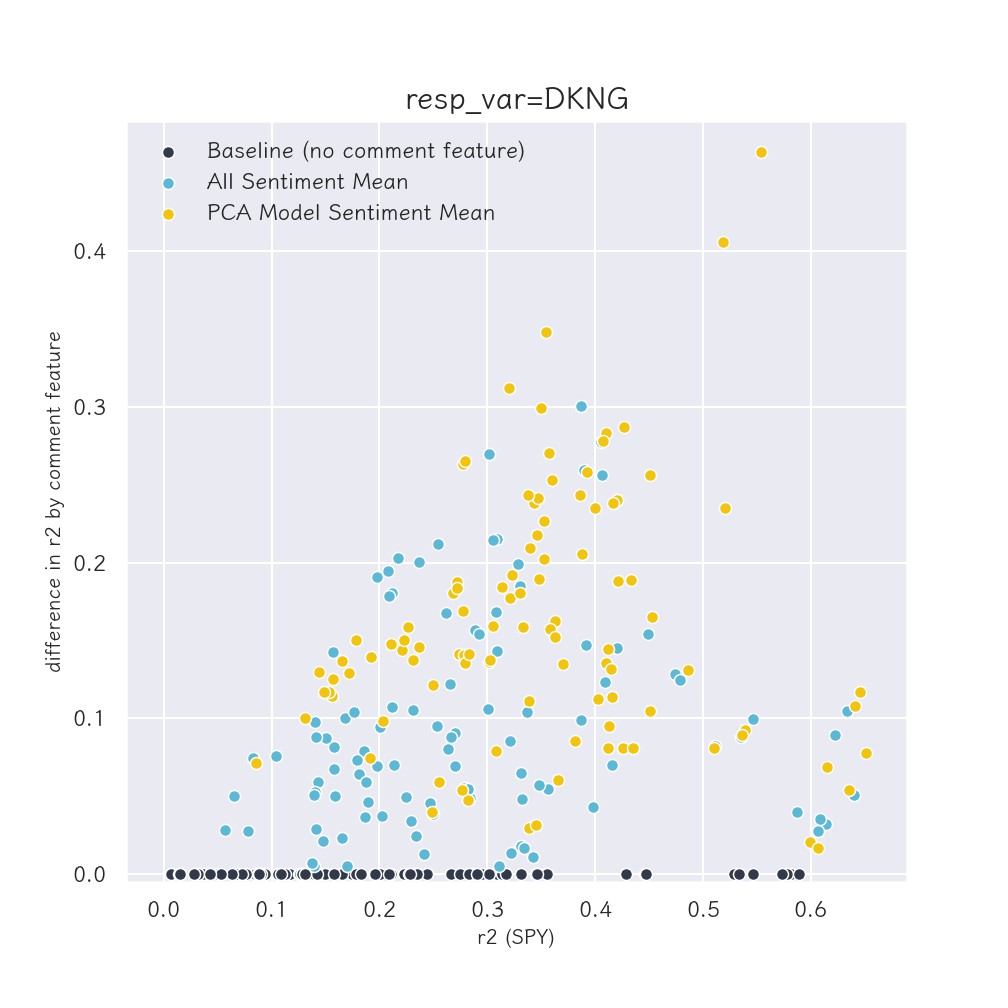 resp_var=DKNG
Baseline (no comment feature)
All Sentiment Mean
PCA Model Sentiment Mean
difference in r2 by comment feature
0.4
0.3
0.2
0.1
0.0
0.0 0.1 0.2 0.3 0.4 0.5 0.6
r2 (SPY)